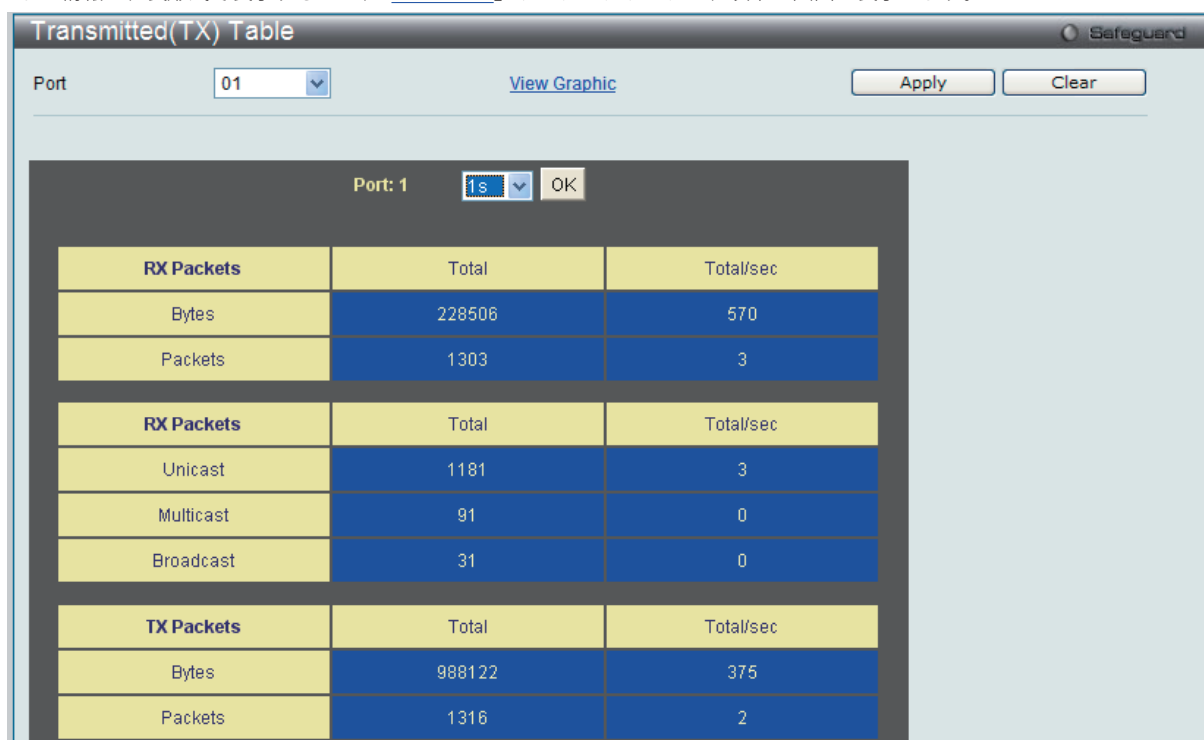 Transmitted(TX) Table
Safeguard
Port 01 View Graphic Apply Clear
Port: 1 1s OK
RX Packets Total Total/sec
Bytes 228506 570
Packets 1303 3
RX Packets Total Total/sec
Unicast 1181 3
Multicast 91 0
Broadcast 31 0
TX Packets Total Total/sec
Bytes 988122 375
Packets 1316 2